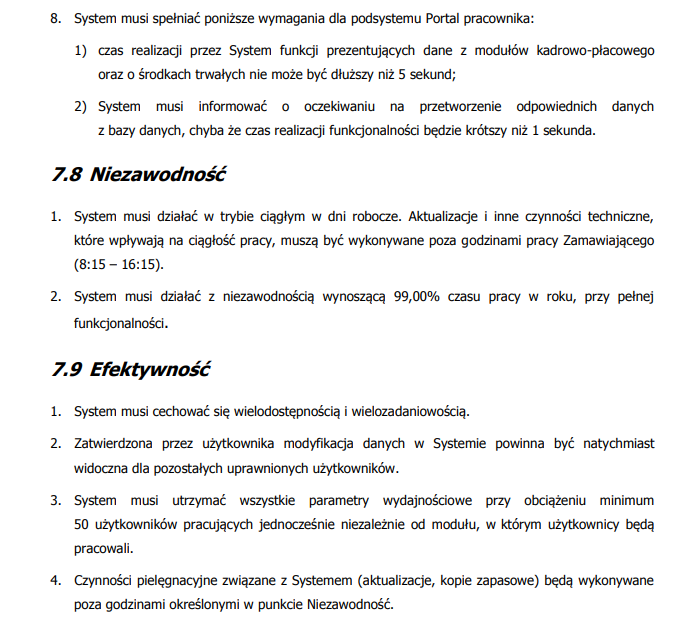 8. System musi spełniać poniższe wymagania dla podsystemu Portal pracownika:
1) czas realizacji przez System funkcji prezentujących dane z modułów kadrowo-płacowego
oraz o środkach trwałych nie może być dłuższy niż 5 sekund;
2) System musi informować o oczekiwaniu na przetworzenie odpowiednich danych
z bazy danych, chyba że czas realizacji funkcjonalności będzie krótszy niż 1 sekunda.
7.8 Niezawodność
1. System musi działać w trybie ciągłym w dni robocze. Aktualizacje i inne czynności techniczne,
które wpływają na ciągłość pracy, muszą być wykonywane poza godzinami pracy Zamawiającego
(8:15 – 16:15).
2. System musi działać z niezawodnością wynoszącą 99,00% czasu pracy w roku, przy pełnej
funkcjonalności.
7.9 Efektywność
1. System musi cechować się wielodostępnością i wielozadaniowością.
2. Zatwierdzona przez użytkownika modyfikacja danych w Systemie powinna być natychmiast
widoczna dla pozostałych uprawnionych użytkowników.
3. System musi utrzymać wszystkie parametry wydajnościowe przy obciążeniu minimum
50 użytkowników pracujących jednocześnie niezależnie od modułu, w którym użytkownicy będą
pracowali.
4. Czynności pielęgnacyjne związane z Systemem (aktualizacje, kopie zapasowe) będą wykonywane
poza godzinami określonymi w punkcie Niezawodność.